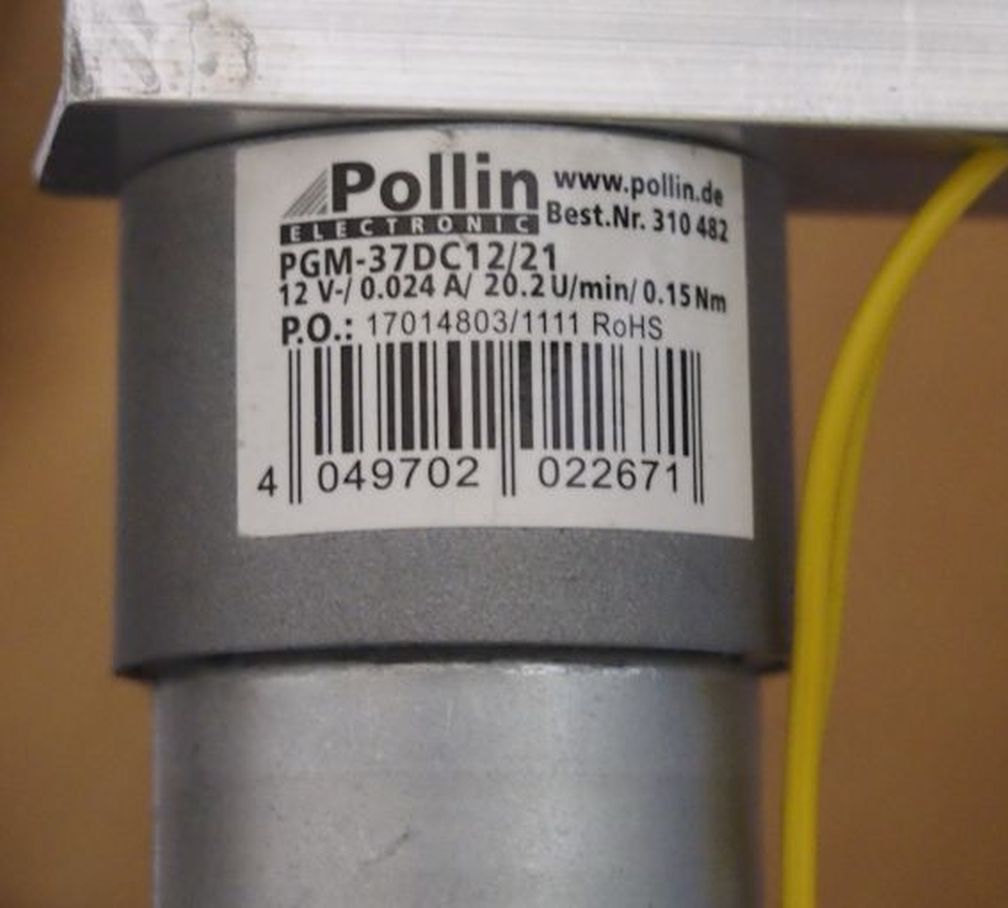 Pollin
ELECTRONIC
www.pollin.de
Best.Nr. 310 482
PGM-37DC12/21
12 V-/ 0.024 A/ 20.2 U/min/ 0.15 Nm
P.O.: 17014803/1111 RoHS
4 049702 022671